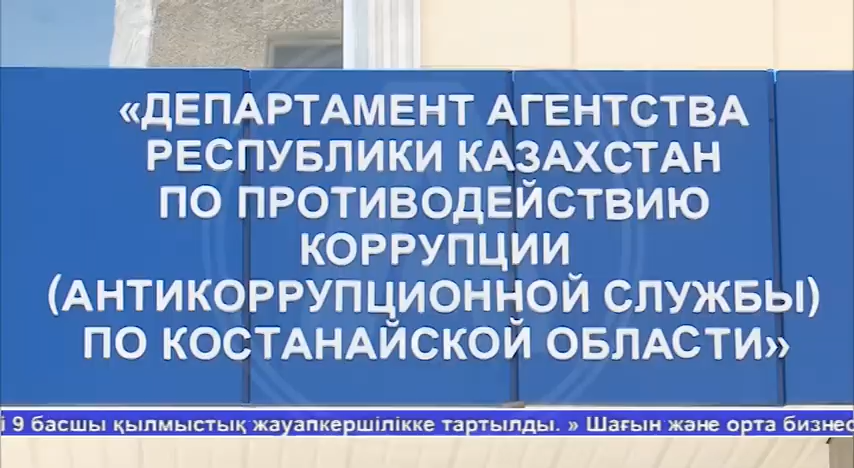 «ДЕПАРТАМЕНТ АГЕНТСТВА
РЕСПУБЛИКИ КАЗАХСТАН
ПО ПРОТИВОДЕЙСТВИЮ
КОРРУПЦИИ
(АНТИКОРРУПЦИОННОЙ СЛУЖБЫ)
ПО КОСТАНАЙСКОЙ ОБЛАСТИ»
і 9 басшы қылмыстық жауапкершілікке тартылды. » Шағын және орта бизнес